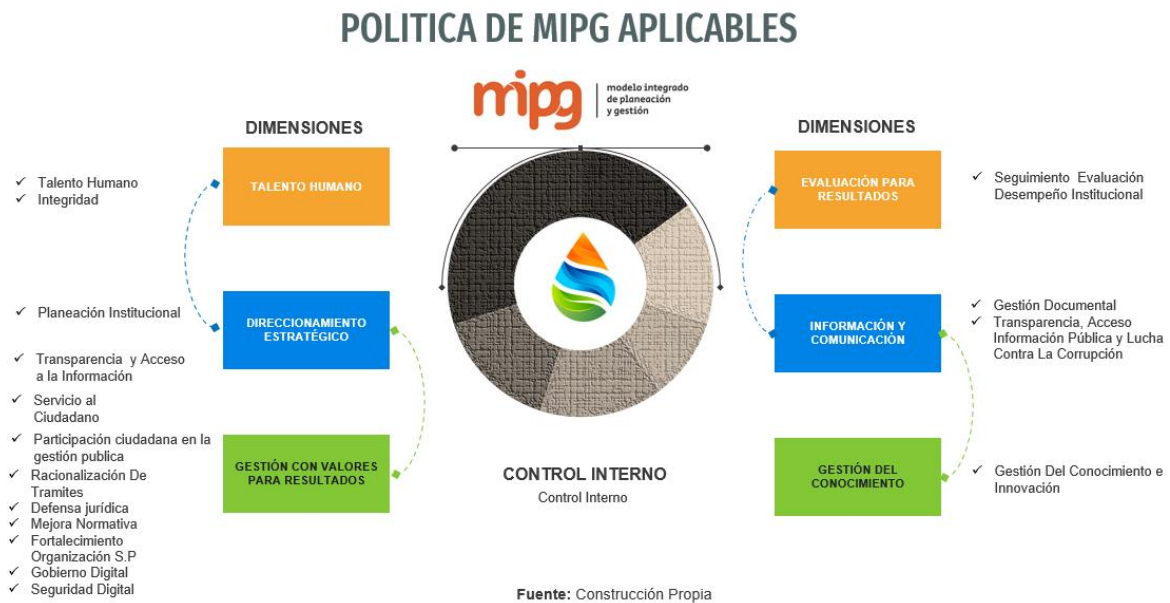 POLITICA DE MIPG APLICABLES
mipg
modelo integrado
de planeación
y gestión
DIMENSIONES
TALENTO HUMANO
✓ Talento Humano
✓ Integridad
DIRECCIONAMIENTO
ESTRATÉGICO
✓ Planeación Institucional
✓ Transparencia y Acceso
a la Información
✓ Servicio al
Ciudadano
✓ Participación ciudadana en la
gestión publica
✓ Racionalización De
Tramites
✓ Defensa jurídica
✓ Mejora Normativa
✓ Fortalecimiento
Organización S.P
✓ Gobierno Digital
✓ Seguridad Digital
GESTIÓN CON VALORES
PARA RESULTADOS
CONTROL INTERNO
Control Interno
DIMENSIONES
EVALUACIÓN PARA
RESULTADOS
✓ Seguimiento Evaluación
Desempeño Institucional
INFORMACIÓN Y
COMUNICACIÓN
✓ Gestión Documental
✓ Transparencia, Acceso
Información Pública y Lucha
Contra La Corrupción
GESTIÓN DEL
CONOCIMIENTO
✓ Gestión Del Conocimiento e
Innovación
Fuente: Construcción Propia